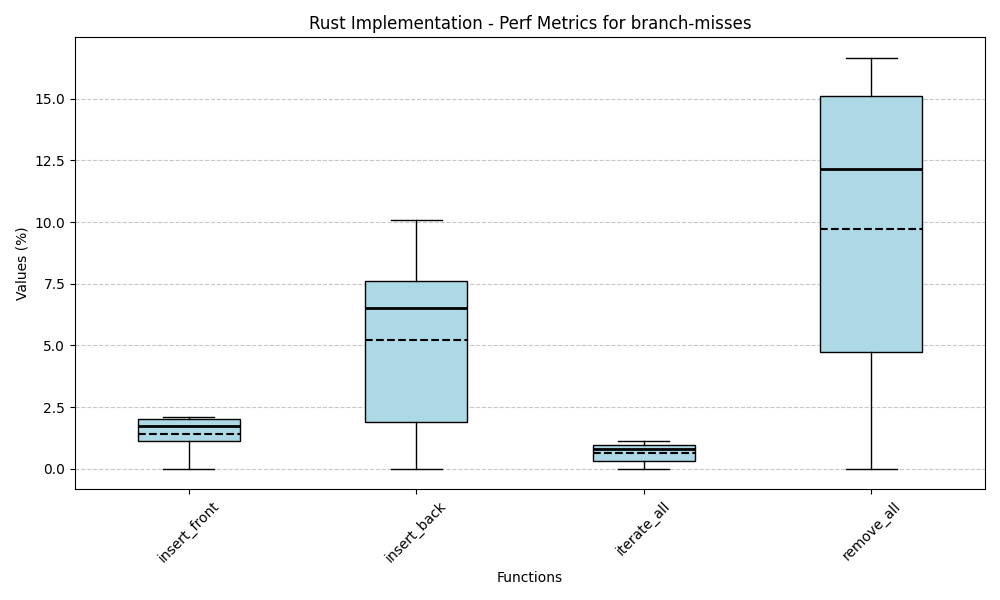 Rust Implementation - Perf Metrics for branch-misses
Values (%)
15.0
12.5
10.0
7.5
5.0
2.5
0.0
insert_front
insert_back
iterate_all
remove_all
Functions